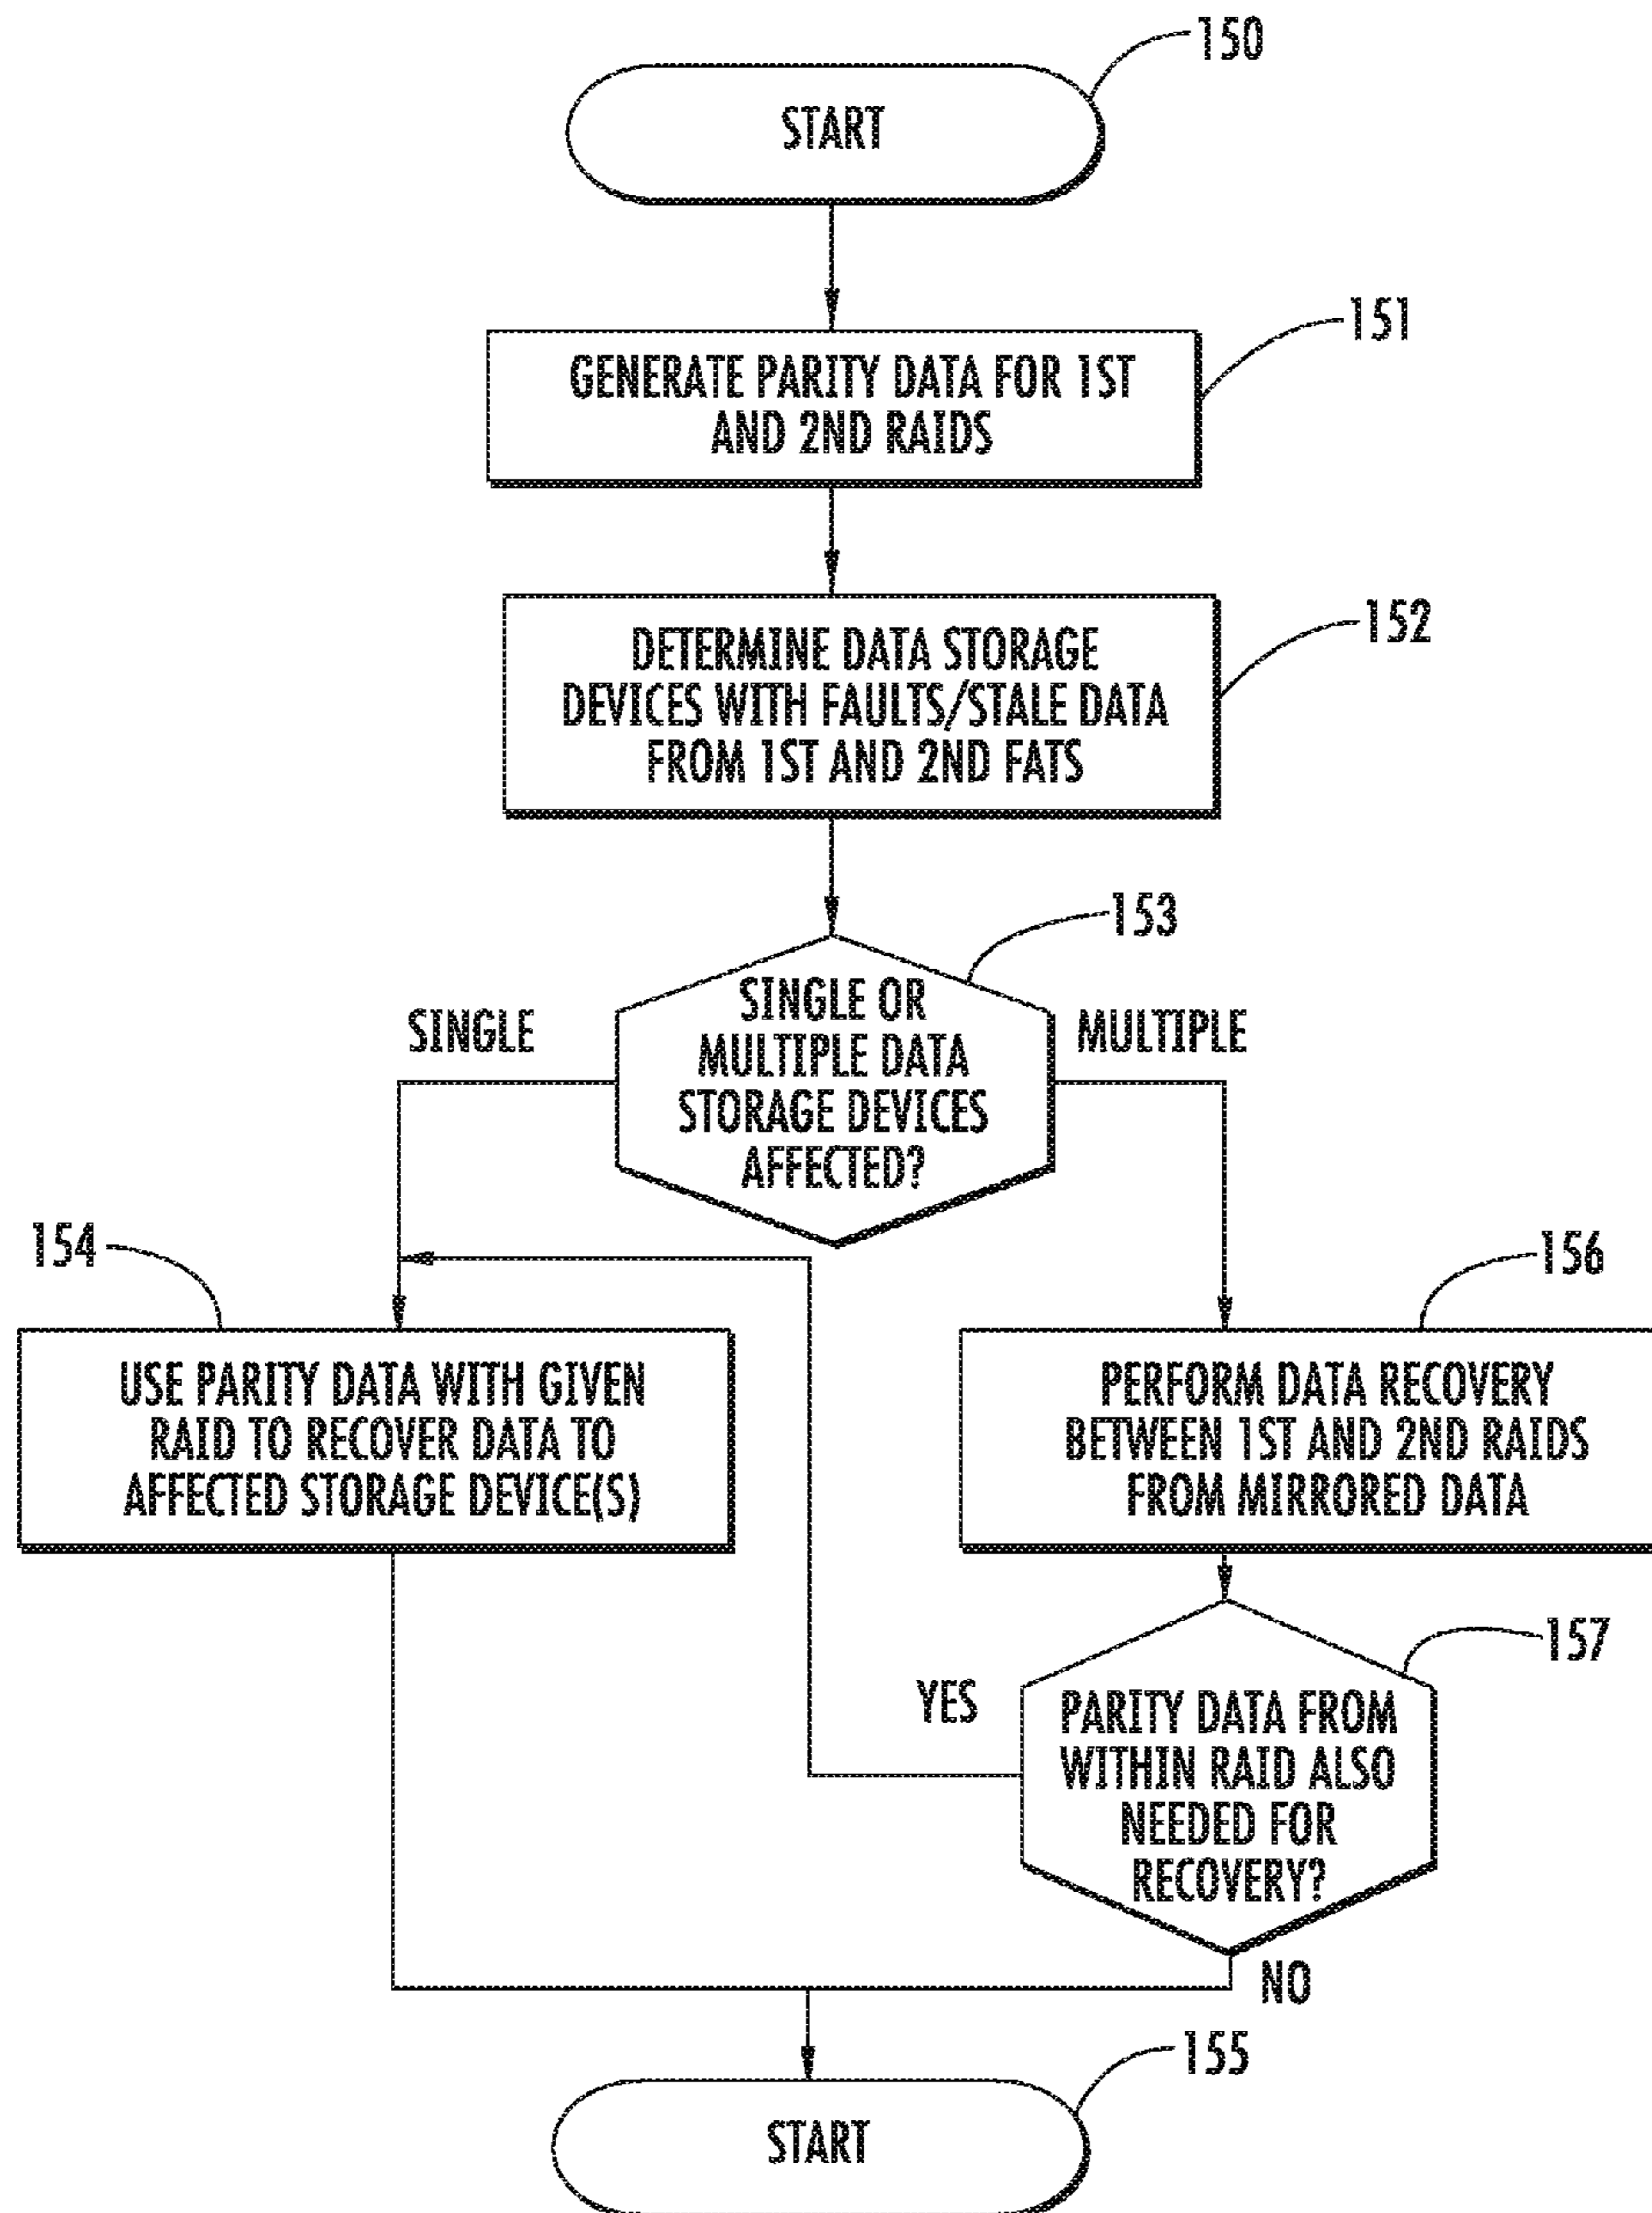 150
START
151
GENERATE PARITY DATA FOR 1ST
AND 2ND RAIDS
152
DETERMINE DATA STORAGE
DEVICES WITH FAULTS/STALE DATA
FROM 1ST AND 2ND FATS
153
SINGLE
SINGLE OR
MULTIPLE DATA
STORAGE DEVICES
AFFECTED?
MULTIPLE
154
USE PARITY DATA WITH GIVEN
RAID TO RECOVER DATA TO
AFFECTED STORAGE DEVICE(S)
156
PERFORM DATA RECOVERY
BETWEEN 1ST AND 2ND RAIDS
FROM MIRRORED DATA
157
YES
PARITY DATA FROM
WITHIN RAID ALSO
NEEDED FOR
RECOVERY?
NO
155
START